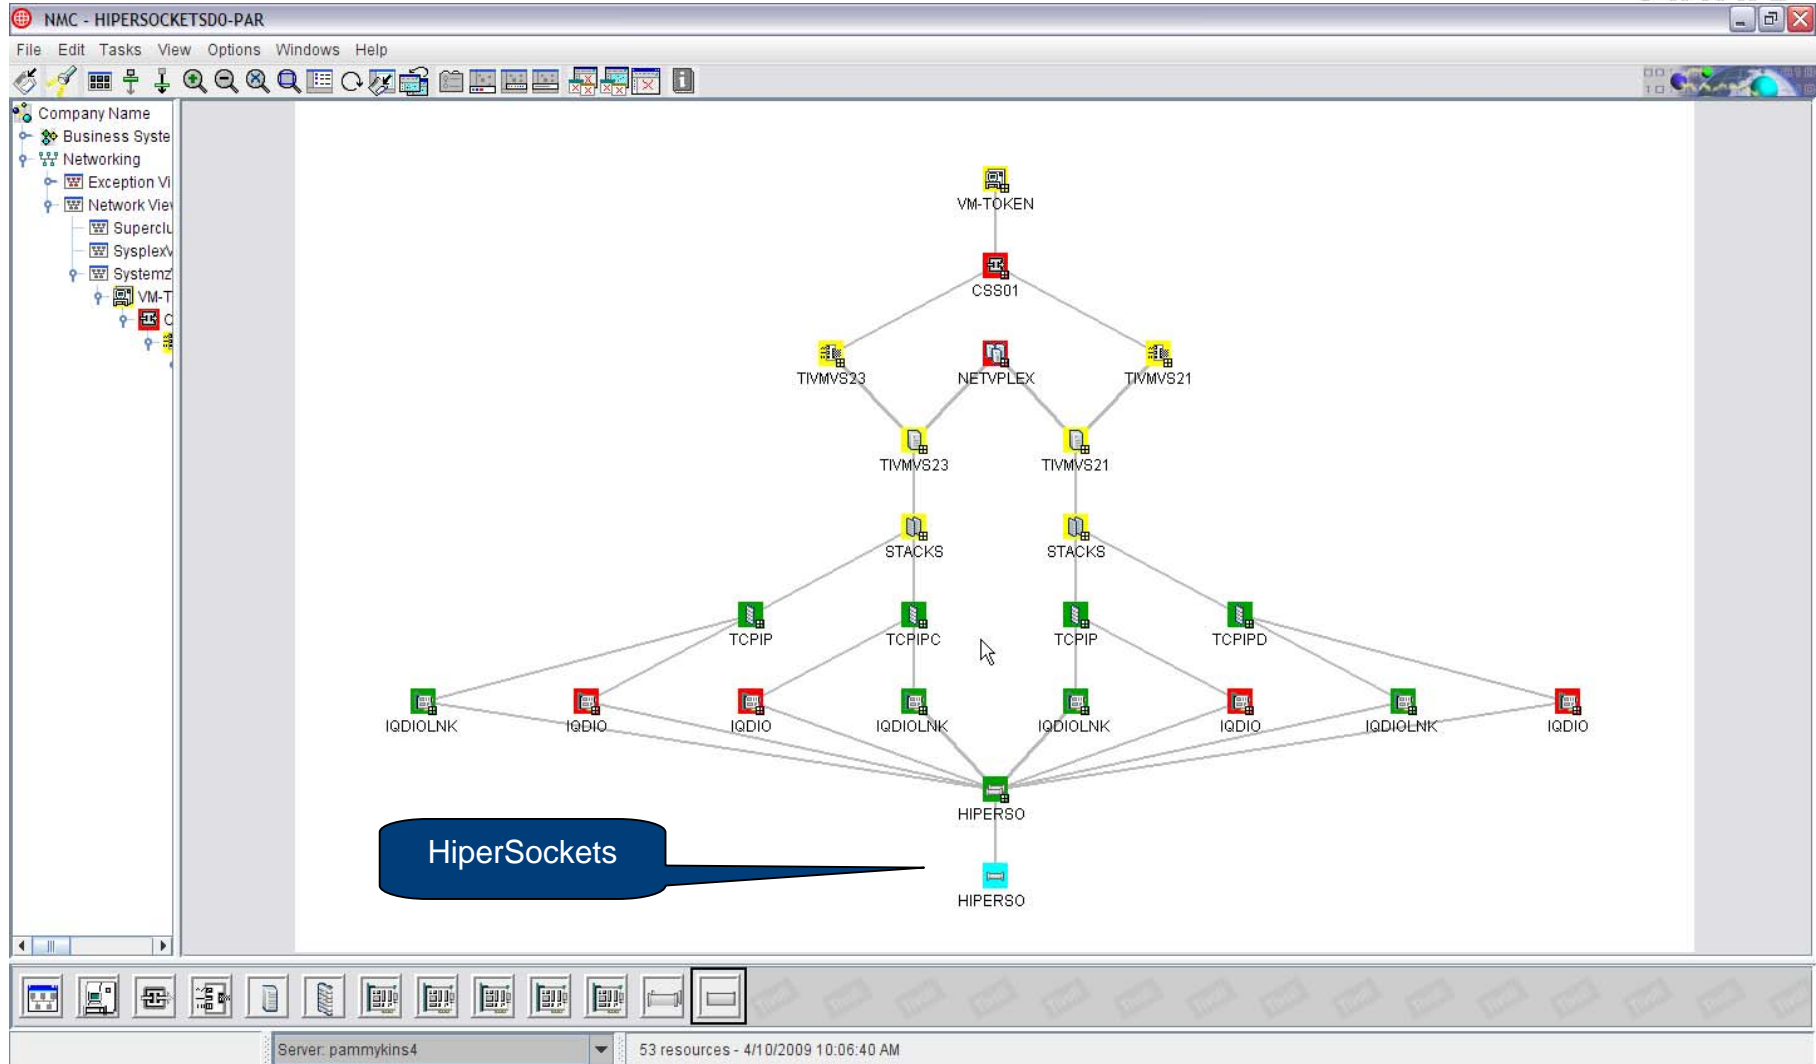 NMC - HIPERSOCKETSD0-PAR
File Edit Tasks View Options Windows Help
Company Name
Business Syste
Networking
Exception Vi
Network View
Superclu
SysplexV
Systemz
VM-T
C
VM-TOKEN
CSS01
TIVMVS23 NETVPLEX TIVMVS21
TIVMVS23 TIVMVS21
STACKS STACKS
TCPIP TCPIPC TCPIP TCPIPD
IQDIOLNK IQDIO IQDIO IQDIOLNK IQDIOLNK IQDIO IQDIOLNK IQDIO
HIPERSO
HiperSockets
HIPERSO
Server: pammykins4
53 resources - 4/10/2009 10:06:40 AM